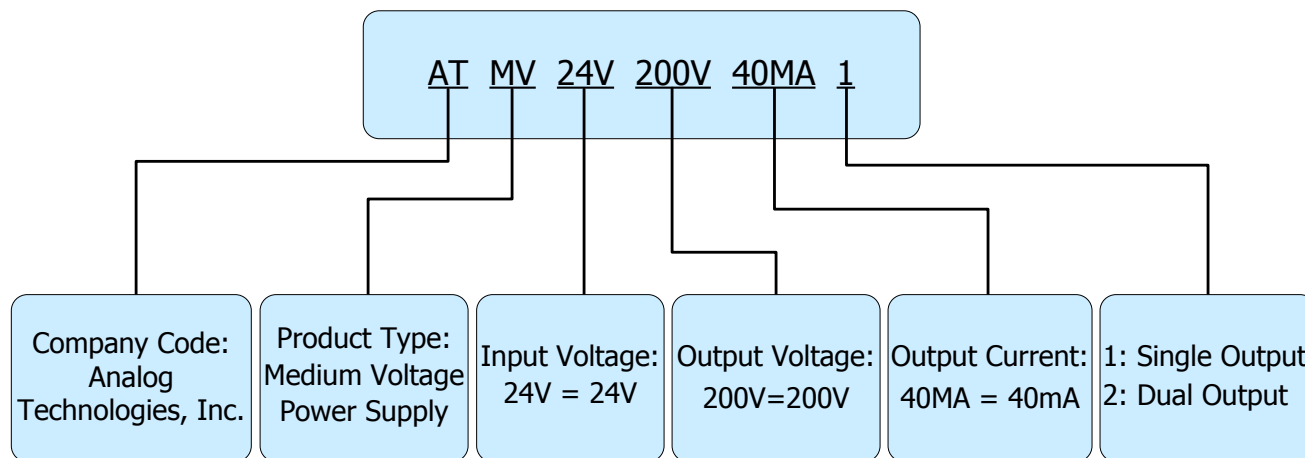 AT MV 24V 200V 40MA 1
Company Code:
Analog
Technologies, Inc.
Product Type:
Medium Voltage
Power Supply
Input Voltage:
24V = 24V
Output Voltage:
200V=200V
Output Current:
40MA = 40mA
1: Single Output
2: Dual Output